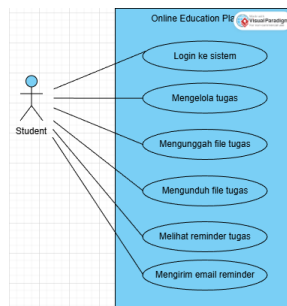 Online Education Pla
Visual Paradigm
Login ke sistem
Mengelola tugas
Mengunggah file tugas
Student
Mengunduh file tugas
Melihat reminder tugas
Mengirim email reminder